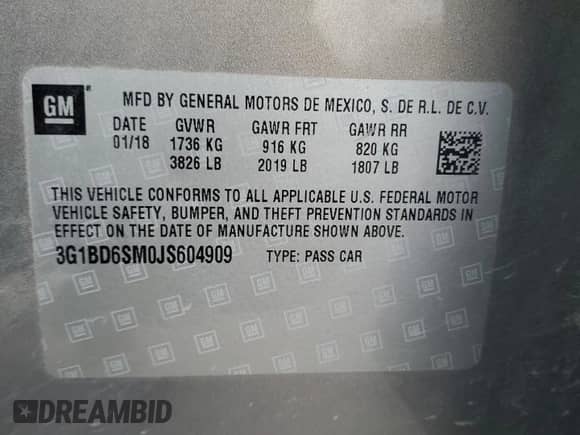 GM
MFD BY GENERAL MOTORS DE MEXICO, S. DE R.L. DE C.V.
DATE GVWR GAWR FRT GAWR RR
01/18 1736 KG 916 KG 820 KG
3826 LB 2019 LB 1807 LB
THIS VEHICLE CONFORMS TO ALL APPLICABLE U.S. FEDERAL MOTOR
VEHICLE SAFETY, BUMPER, AND THEFT PREVENTION STANDARDS IN
EFFECT ON THE DATE OF MANUFACTURE SHOWN ABOVE.
3G1BD6SM0JS604909 TYPE: PASS CAR
DREAMBID